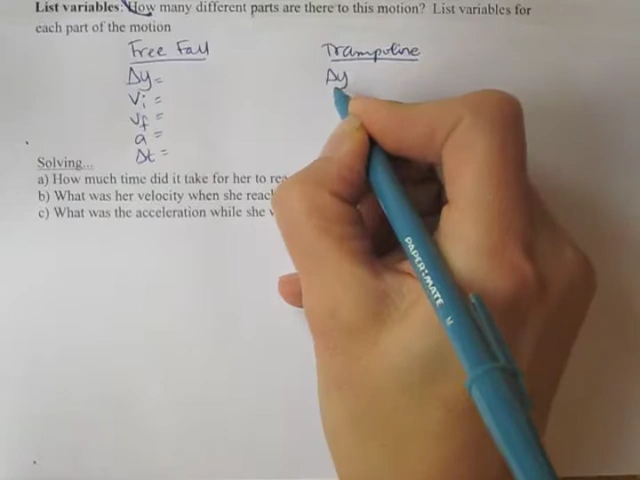 List variables: How many different parts are there to this motion? List variables for
each part of the motion
Free Fall
Trampoline
Δy =
Vi =
Vf =
a =
Δt =
Δy
Solving...
a) How much time did it take for her to
b) What was her velocity when she
c) What was the acceleration while she
PAPER:MATE M